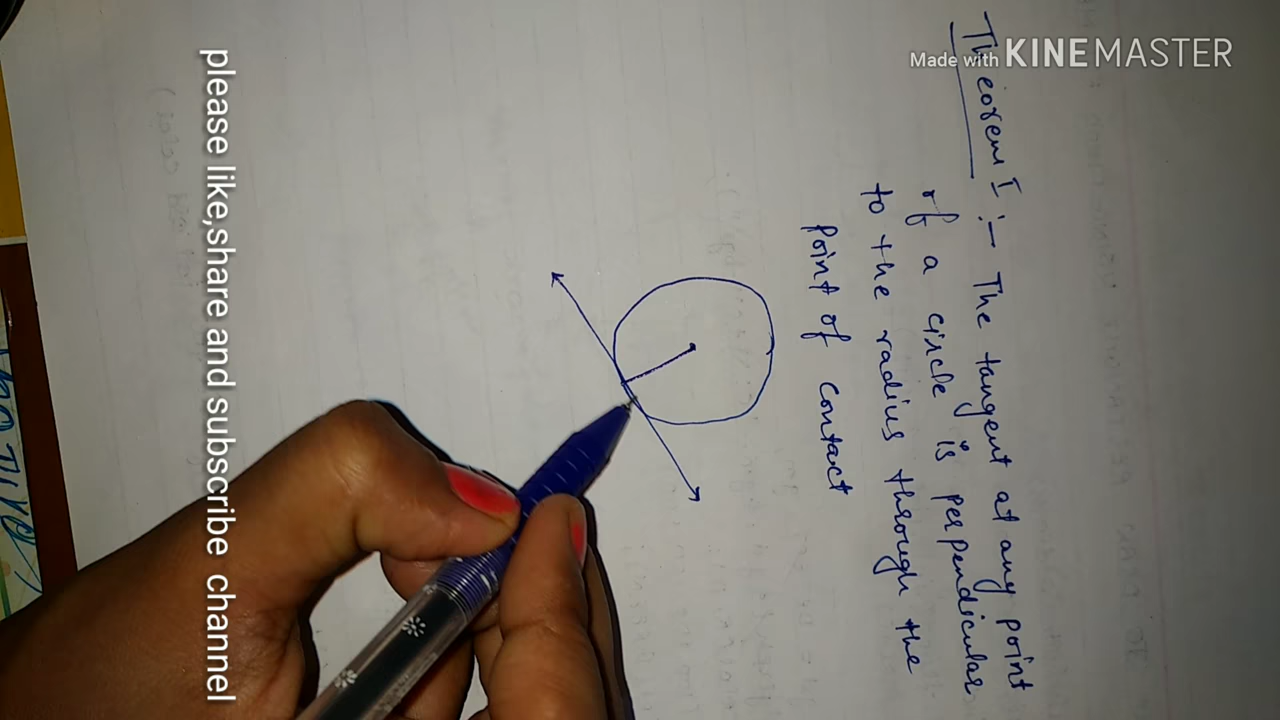 Theorem I :- The tangent at any point
of a circle is perpendicular
to the radius through the
point of contact
please like,share and subscribe channel
Made with KINEMASTER